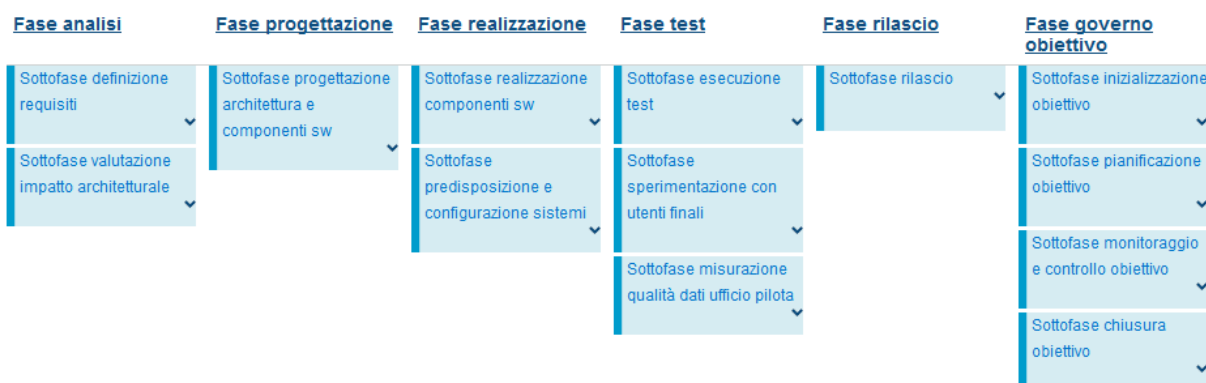 Fase analisi
Sottofase definizione
requisiti
Sottofase valutazione
impatto architetturale
Fase progettazione
Sottofase progettazione
architettura e
componenti sw
Fase realizzazione
Sottofase realizzazione
componenti sw
Sottofase
predisposizione e
configurazione sistemi
Fase test
Sottofase esecuzione
test
Sottofase
sperimentazione con
utenti finali
Sottofase misurazione
qualità dati ufficio pilota
Fase rilascio
Sottofase rilascio
Fase governo
obiettivo
Sottofase inizializzazione
obiettivo
Sottofase pianificazione
obiettivo
Sottofase monitoraggio
e controllo obiettivo
Sottofase chiusura
obiettivo